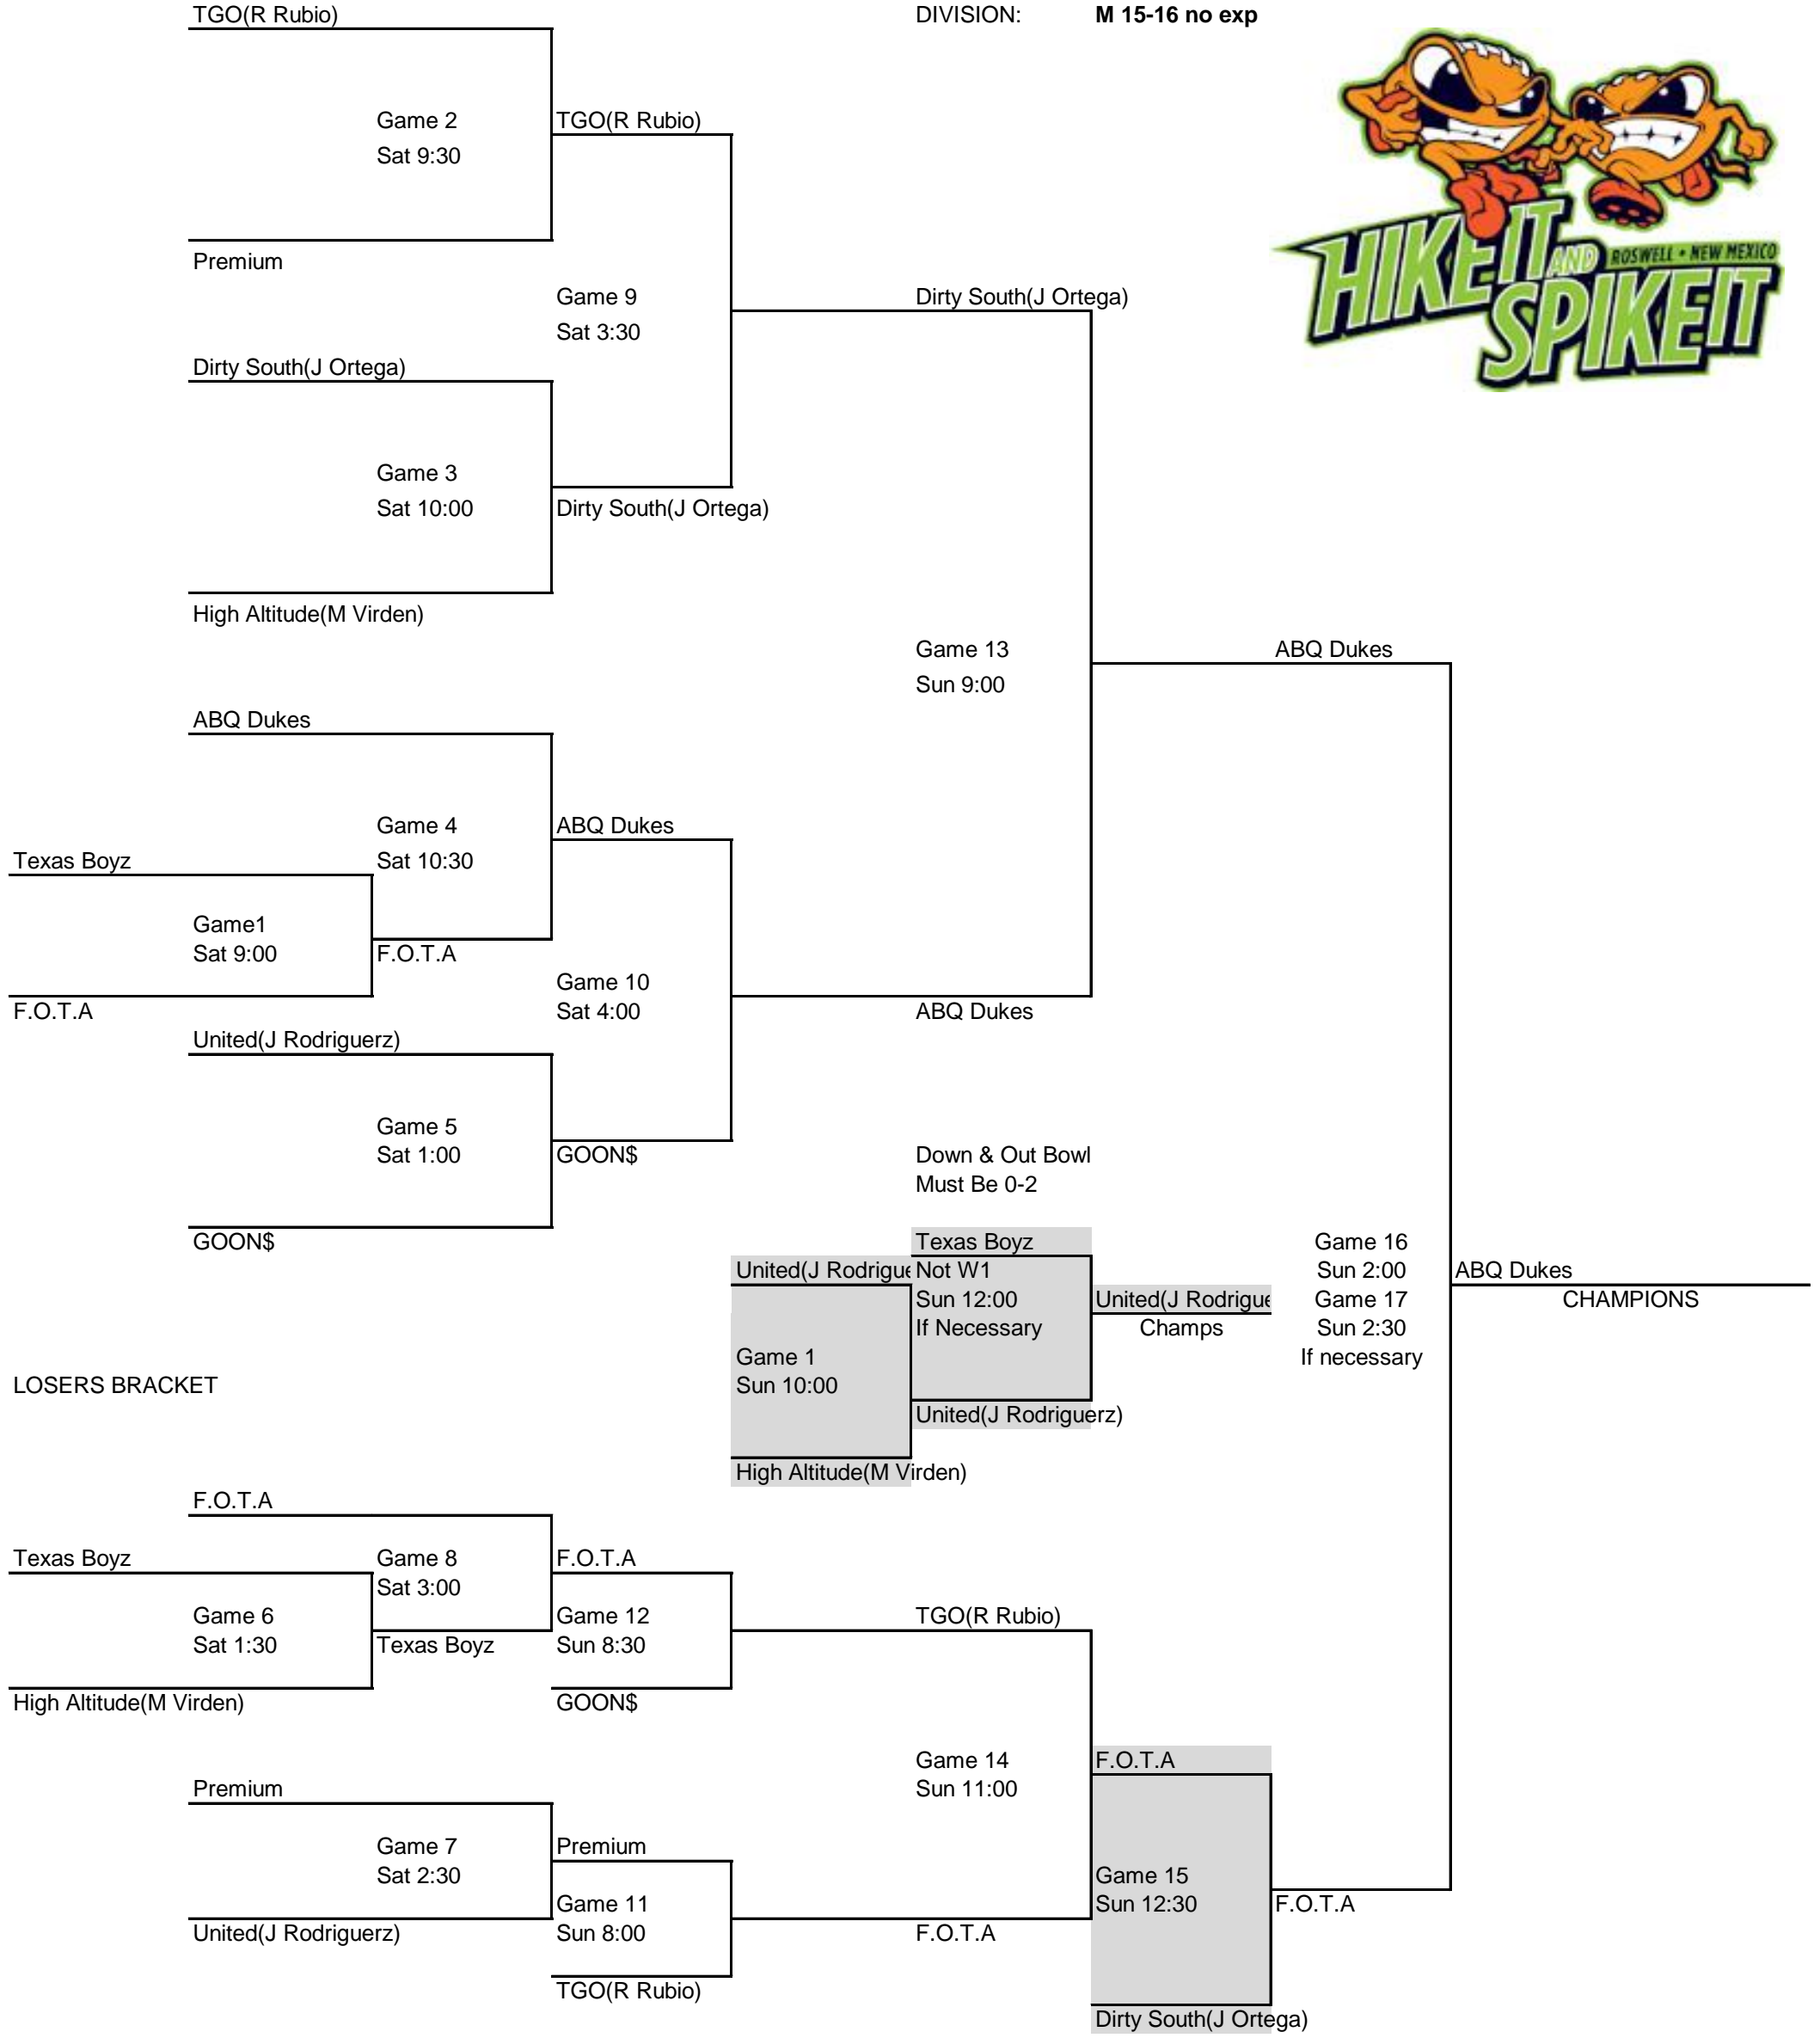 TGO(R Rubio)
DIVISION: M 15-16 no exp
Game 2
Sat 9:30
TGO(R Rubio)
Premium
HIKE IT AND SPIKE IT
ROSWELL • NEW MEXICO
Game 9
Sat 3:30
Dirty South(J Ortega)
Dirty South(J Ortega)
Game 3
Sat 10:00
Dirty South(J Ortega)
High Altitude(M Virden)
Game 13
Sun 9:00
ABQ Dukes
ABQ Dukes
Game 4
Sat 10:30
ABQ Dukes
Texas Boyz
Game1
Sat 9:00
F.O.T.A
F.O.T.A
Game 10
Sat 4:00
ABQ Dukes
United(J Rodriguerz)
Game 5
Sat 1:00
GOON$
GOON$
Down & Out Bowl
Must Be 0-2
Texas Boyz
United(J Rodrigue
Not W1
Sun 12:00
If Necessary
United(J Rodrigue
Champs
Game 1
Sun 10:00
United(J Rodriguerz)
High Altitude(M Virden)
Game 16
Sun 2:00
Game 17
Sun 2:30
If necessary
ABQ Dukes
CHAMPIONS
LOSERS BRACKET
F.O.T.A
Texas Boyz
Game 8
Sat 3:00
F.O.T.A
Game 6
Sat 1:30
Texas Boyz
High Altitude(M Virden)
Game 12
Sun 8:30
GOON$
TGO(R Rubio)
Game 14
Sun 11:00
F.O.T.A
Premium
Game 7
Sat 2:30
Premium
United(J Rodriguerz)
Game 11
Sun 8:00
F.O.T.A
TGO(R Rubio)
Game 15
Sun 12:30
F.O.T.A
Dirty South(J Ortega)